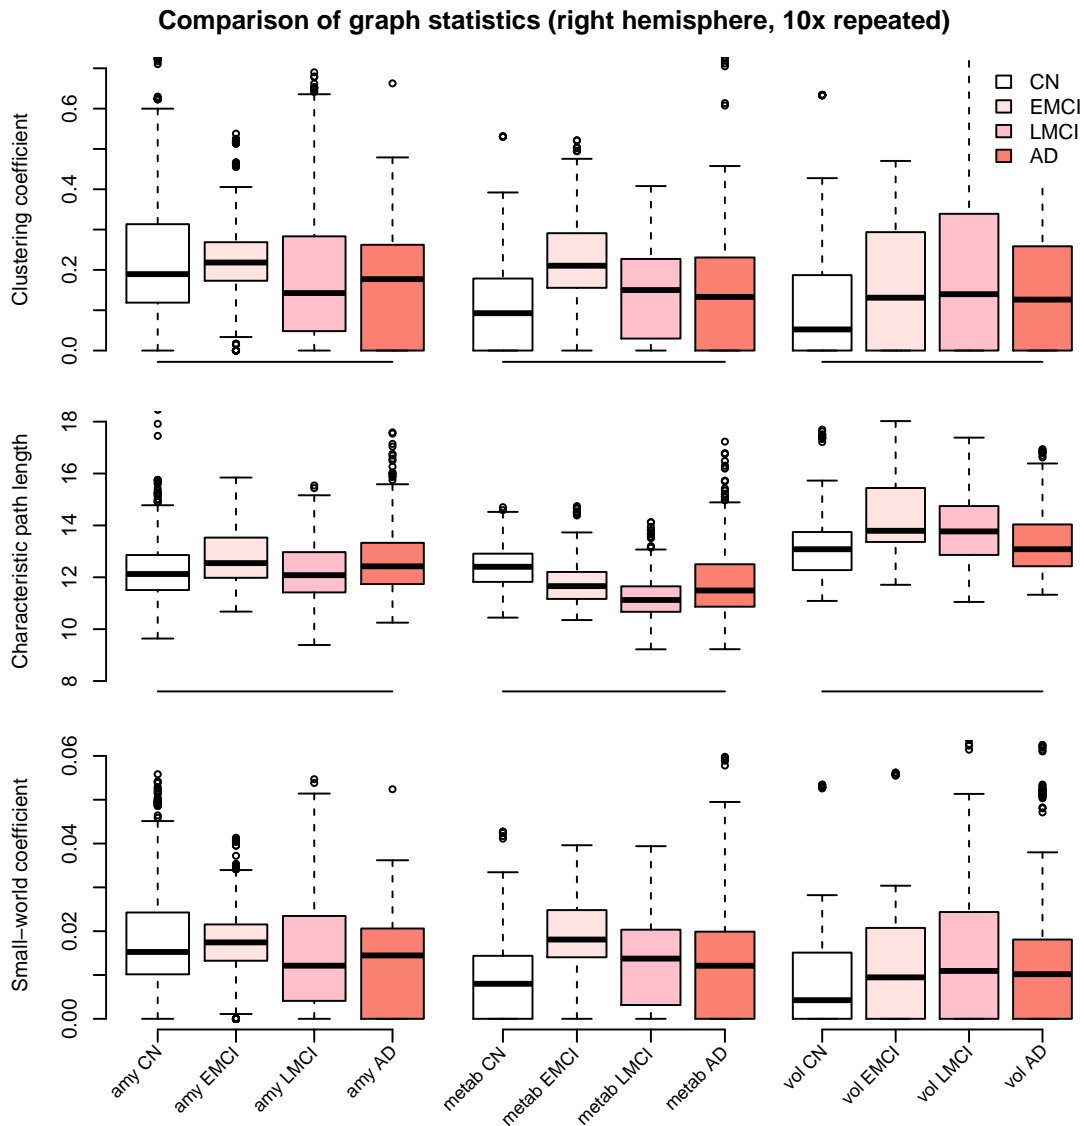 Comparison of graph statistics (right hemisphere, 10x repeated)
Clustering coefficient
0.0
0.2
0.4
0.6
CN
EMCI
LMCI
AD
Characteristic path length
8
10
12
14
16
18
Small−world coefficient
0.00
0.02
0.04
0.06
amy CN
amy EMCI
amy LMCI
amy AD
metab CN
metab EMCI
metab LMCI
metab AD
vol CN
vol EMCI
vol LMCI
vol AD